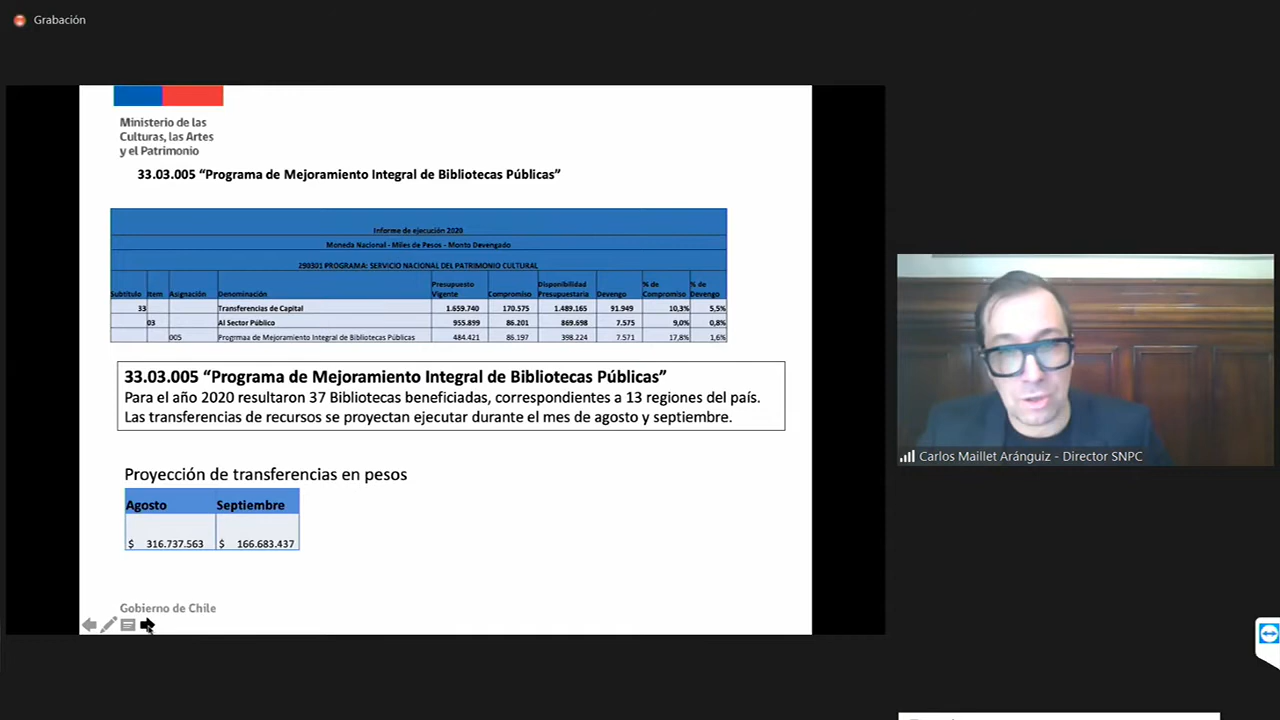 Grabación
Ministerio de las
Culturas, las Artes
y el Patrimonio
33.03.005 “Programa de Mejoramiento Integral de Bibliotecas Públicas”
Informe de ejecución 2020
Moneda Nacional - Miles de Pesos - Monto Devengado
290301 PROGRAMA: SERVICIO NACIONAL DEL PATRIMONIO CULTURAL
Subtítulo Item Asignación Denominación Presupuesto Vigente Compromiso Disponibilidad Presupuestaria Devengo % de Compromiso % de Devengo
33 Transferencias de Capital 1.659.740 170.575 1.489.165 91.949 10,3% 5,5%
03 Al Sector Público 955.899 86.201 869.698 7.575 9,0% 0,8%
005 Progrmaa de Mejoramiento Integral de Bibliotecas Públicas 484.421 86.197 398.224 7.571 17,8% 1,6%
33.03.005 “Programa de Mejoramiento Integral de Bibliotecas Públicas”
Para el año 2020 resultaron 37 Bibliotecas beneficiadas, correspondientes a 13 regiones del país.
Las transferencias de recursos se proyectan ejecutar durante el mes de agosto y septiembre.
Proyección de transferencias en pesos
Agosto Septiembre
$ 316.737.563 $ 166.683.437
Gobierno de Chile
Carlos Maillet Aránguiz - Director SNPC